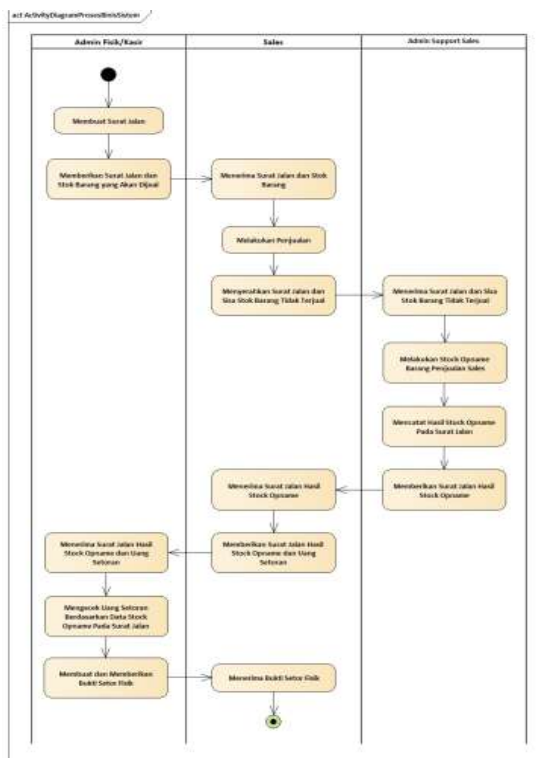 act ActivityDiagramProsesBisnisSistem
Admin Fisik/Kasir
Sales
Admin Support Sales
Membuat Surat Jalan
Memberikan Surat Jalan dan
Stok Barang yang Akan Dijual
Menerima Surat Jalan dan Stok
Barang
Melakukan Penjualan
Menyerahkan Surat Jalan dan
Sisa Stok Barang Tidak Terjual
Menerima Surat Jalan dan Sisa
Stok Barang Tidak Terjual
Melakukan Stock Opname
Barang Penjualan Sales
Mencatat Hasil Stock Opname
Pada Surat Jalan
Memberikan Surat Jalan Hasil
Stock Opname
Menerima Surat Jalan Hasil
Stock Opname
Memberikan Surat Jalan Hasil
Stock Opname dan Uang
Setoran
Menerima Surat Jalan Hasil
Stock Opname dan Uang
Setoran
Mengecek Uang Setoran
Berdasarkan Data Stock
Opname Pada Surat Jalan
Membuat dan Memberikan
Bukti Setor Fisik
Menerima Bukti Setor Fisik